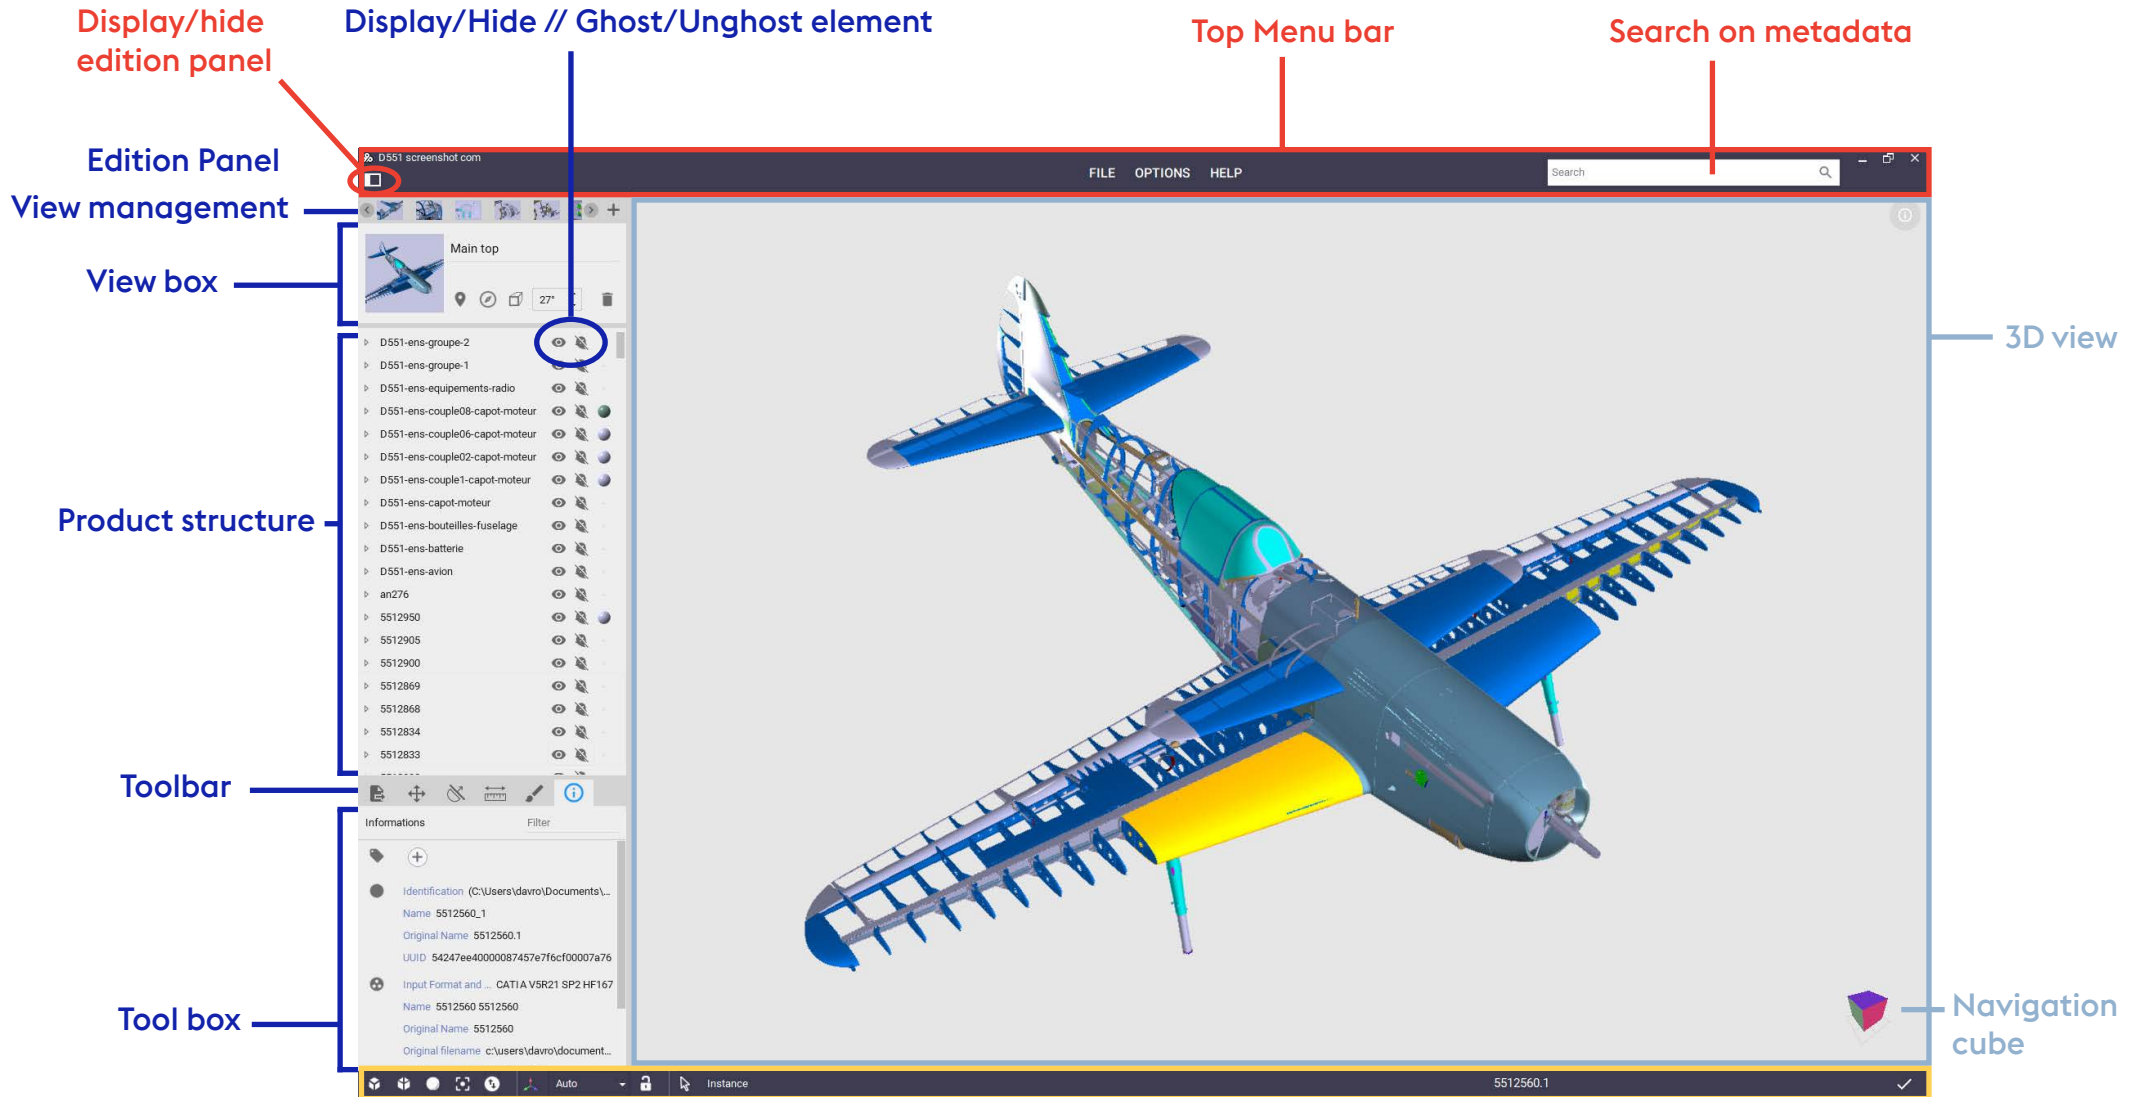 Display/hide
edition panel
Display/Hide // Ghost/Unghost element
Top Menu bar
Search on metadata
Edition Panel
View management
View box
Product structure
Toolbar
Tool box
3D view
Navigation
cube
D551 screenshot com
FILE OPTIONS HELP
Search
Main top
27°
D551-ens-groupe-2
D551-ens-groupe-1
D551-ens-equipements-radio
D551-ens-couple08-capot-moteur
D551-ens-couple06-capot-moteur
D551-ens-couple02-capot-moteur
D551-ens-couple1-capot-moteur
D551-ens-capot-moteur
D551-ens-bouteilles-fuselage
D551-ens-batterie
D551-ens-avion
an276
5512950
5512905
5512900
5512869
5512868
5512834
5512833
Informations Filter
Identification (C:\Users\davro\Documents\...
Name 5512560_1
Original Name 5512560.1
UUID 54247ee40000087457e7f6cf00007a76
Input Format and ... CATIA V5R21 SP2 HF167
Name 5512560 5512560
Original Name 5512560
Original filename c:\users\davro\document...
Auto Instance 5512560.1